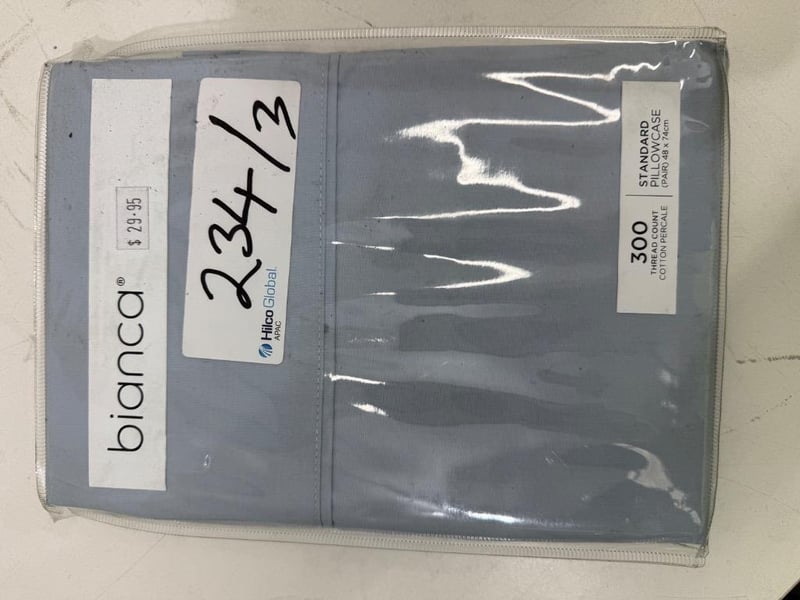 bianca®
$ 29.95
234/3
Hilco Global.
APAC
300
THREAD COUNT
COTTON PERCALE
STANDARD
PILLOWCASE
(PAIR) 48 x 74cm